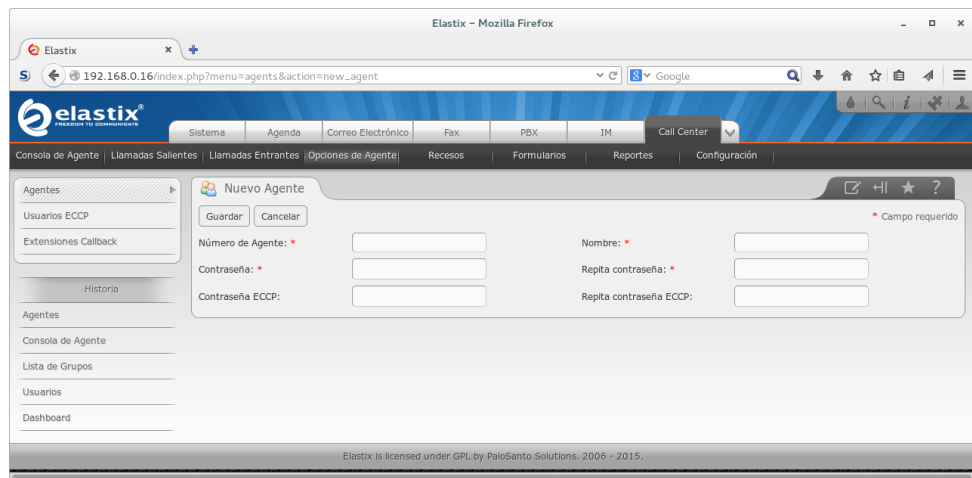 Elastix - Mozilla Firefox
Elastix
192.168.0.16/index.php?menu=agents&action=new_agent
Google
elastix®
FREEDOM TO COMMUNICATE
Sistema Agenda Correo Electrónico Fax PBX IM Call Center
Consola de Agente Llamadas Salientes Llamadas Entrantes Opciones de Agente Recesos Formularios Reportes Configuración
Agentes
Usuarios ECCP
Extensiones Callback
Historia
Agentes
Consola de Agente
Lista de Grupos
Usuarios
Dashboard
Nuevo Agente
Guardar Cancelar * Campo requerido
Número de Agente: * Nombre: *
Contraseña: * Repita contraseña: *
Contraseña ECCP: Repita contraseña ECCP:
Elastix is licensed under GPL by PaloSanto Solutions. 2006 - 2015.